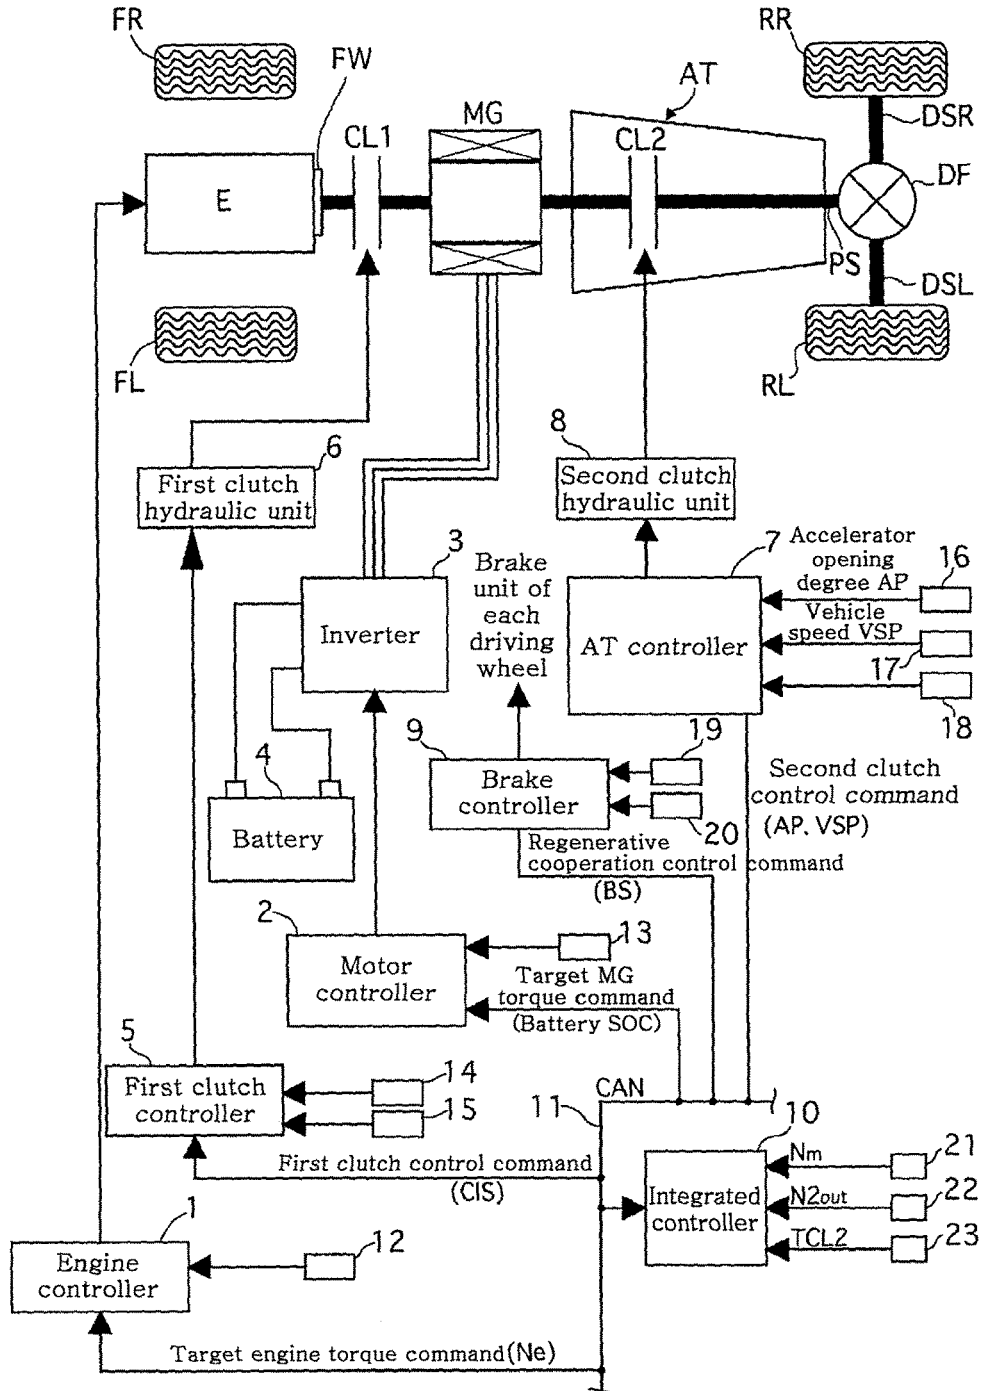 FR
RR
FW
AT
MG
DSR
CL1
CL2
E
DF
PS
DSL
FL
RL
8
6
First clutch
hydraulic unit
Second clutch
hydraulic unit
3
7
Accelerator
opening
degree AP
16
Brake
unit of
each
driving
wheel
Inverter
AT controller
Vehicle
speed VSP
17
18
9
19
4
Brake
controller
Second clutch
control command
(AP. VSP)
Battery
20
Regenerative
cooperation control command
(BS)
2
13
Motor
controller
Target MG
torque command
(Battery SOC)
5
14
First clutch
controller
15
CAN
11
10
First clutch control command
(CIS)
Nm
21
Integrated
controller
N2out
22
1
TCL2
23
12
Engine
controller
Target engine torque command(Ne)